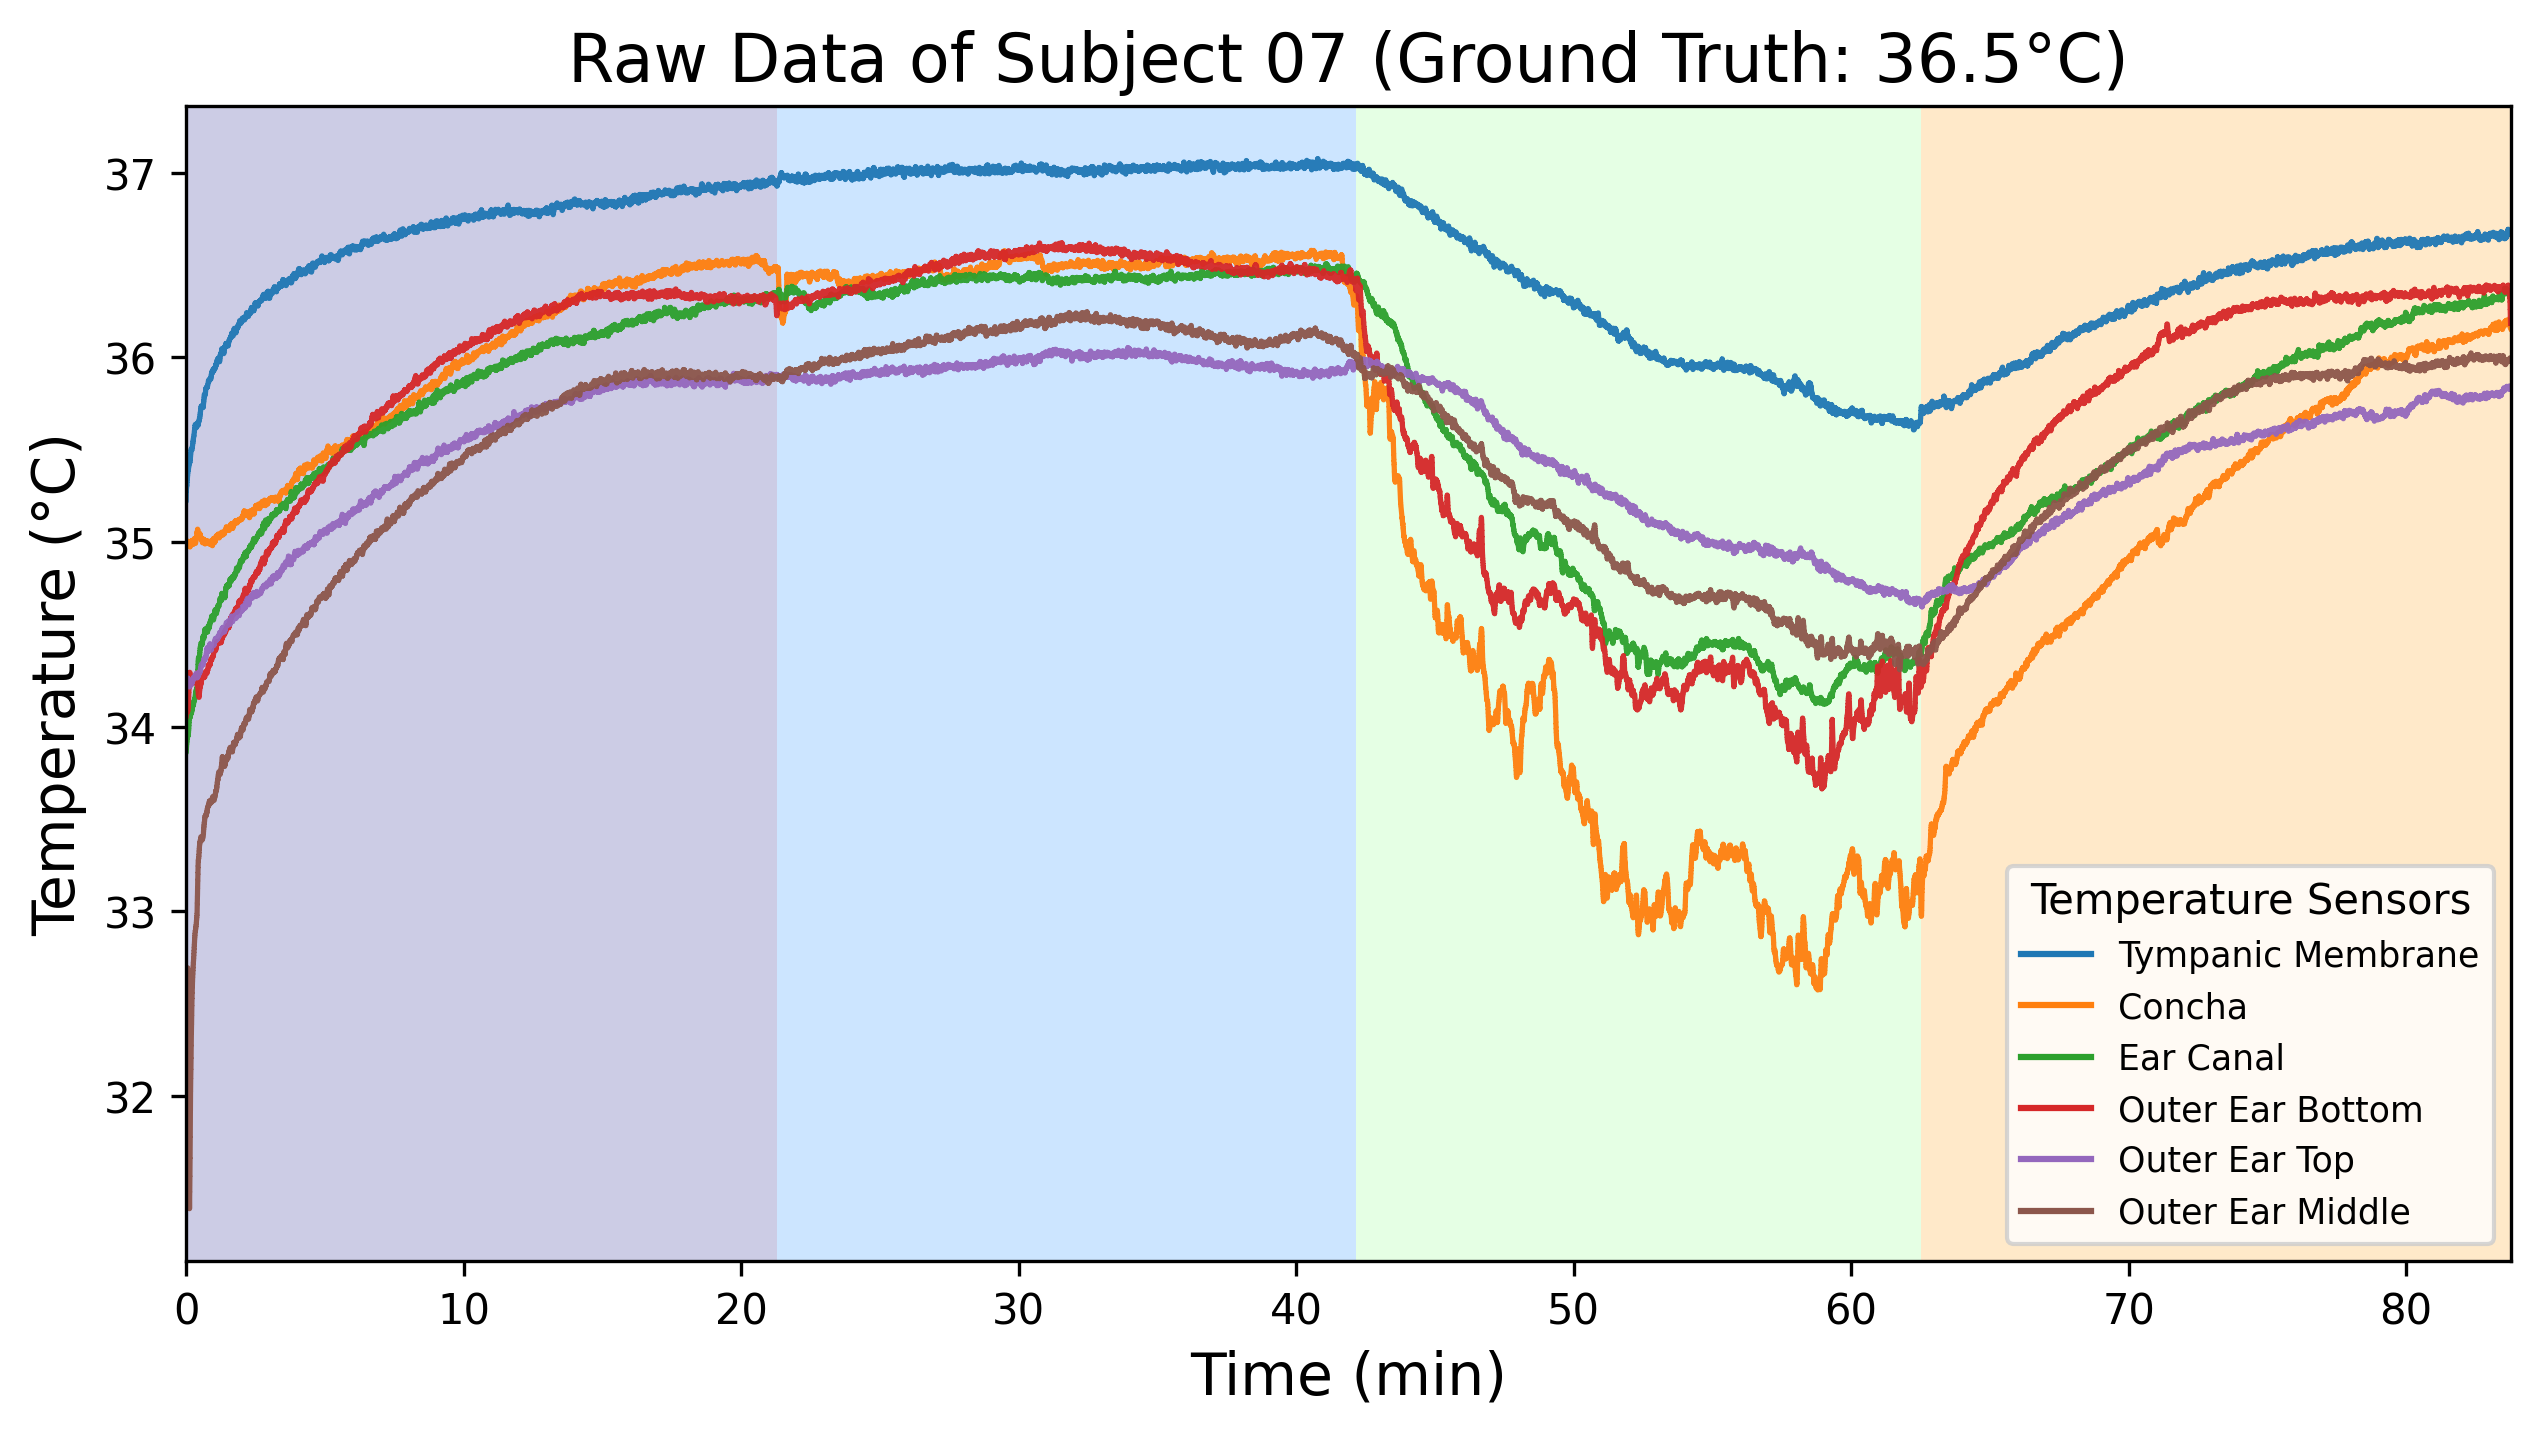 Raw Data of Subject 07 (Ground Truth: 36.5°C)
Temperature (°C)
37
36
35
34
33
32
0 10 20 30 40 50 60 70 80
Time (min)
Temperature Sensors
Tympanic Membrane
Concha
Ear Canal
Outer Ear Bottom
Outer Ear Top
Outer Ear Middle